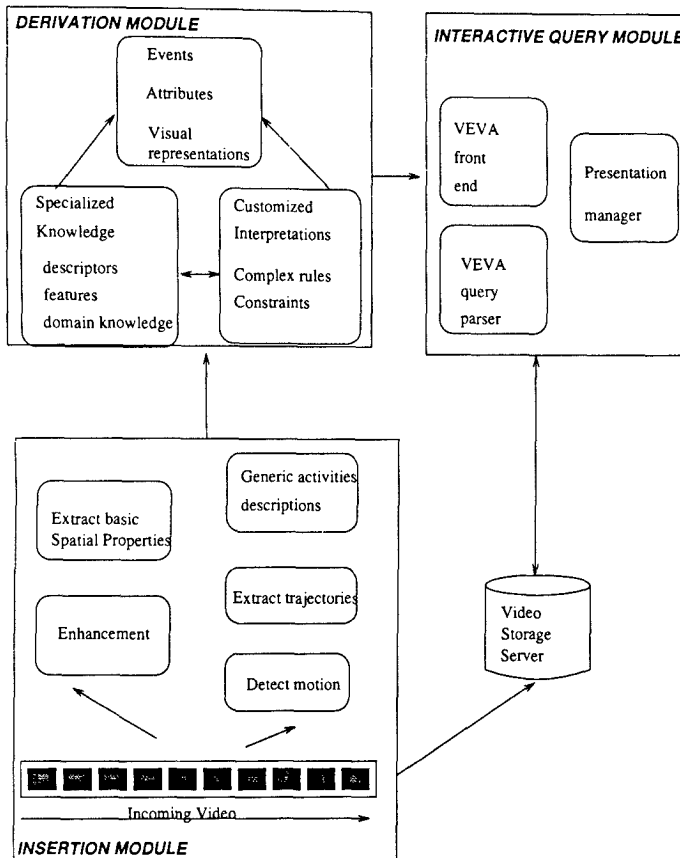 DERIVATION MODULE
Events
Attributes
Visual
representations
Specialized
Knowledge
descriptors
features
domain knowledge
Customized
Interpretations
Complex rules
Constraints
INTERACTIVE QUERY MODULE
VEVA
front
end
Presentation
manager
VEVA
query
parser
Generic activities
descriptions
Extract basic
Spatial Properties
Extract trajectories
Enhancement
Detect motion
Video
Storage
Server
Incoming Video
INSERTION MODULE